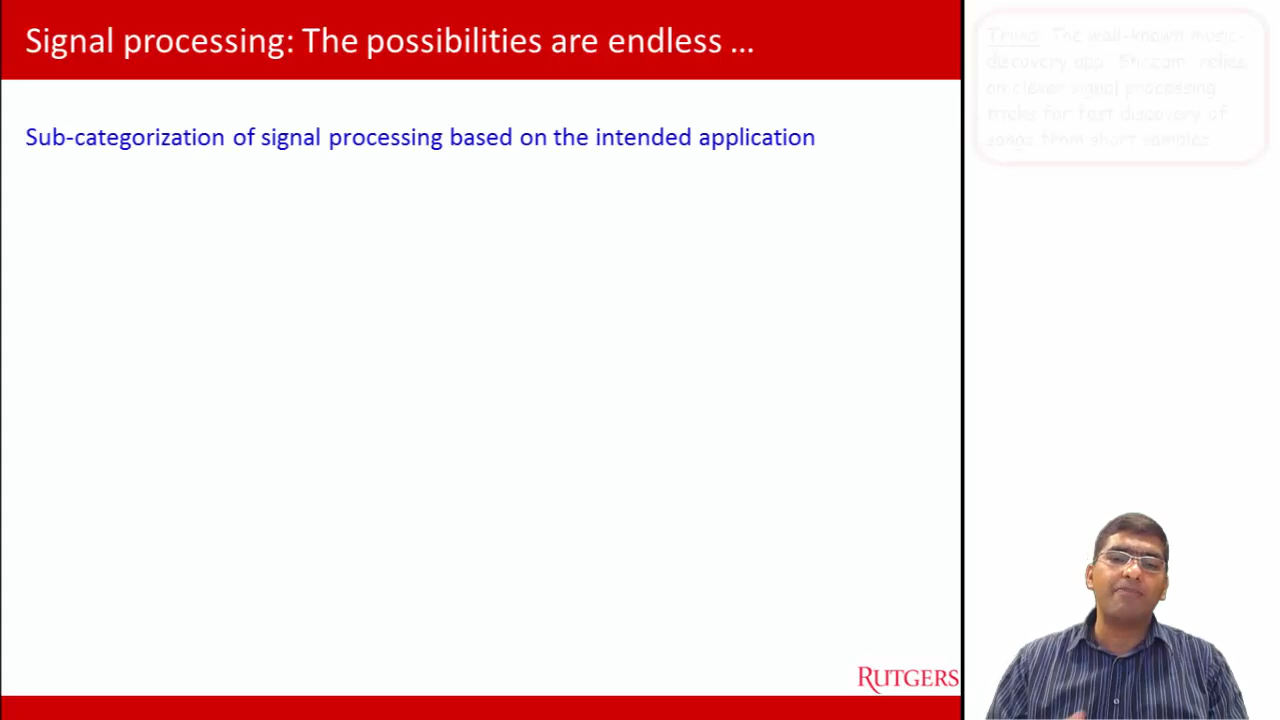 Signal processing: The possibilities are endless ...
Sub-categorization of signal processing based on the intended application
Trivia: The well-known music-
discovery app Shazam relies
on clever signal processing
tricks for fast discovery of
songs from short samples
RUTGERS